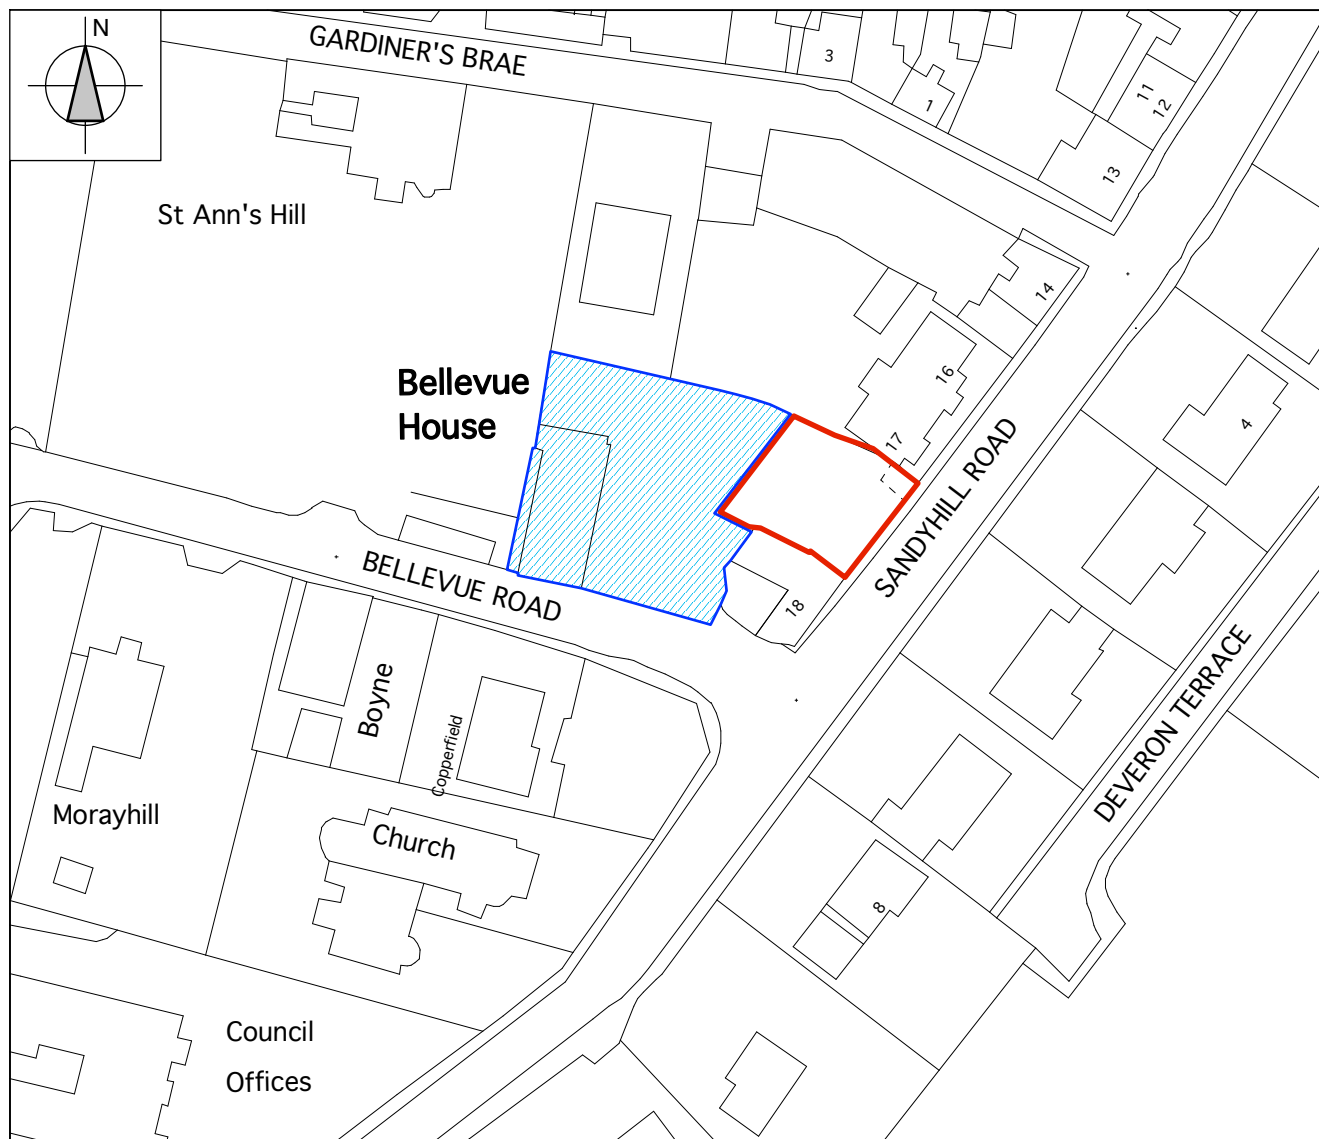 N
GARDINER'S BRAE
3
1
11
12
13
St Ann's Hill
14
16
17
4
Bellevue
House
SANDYHILL ROAD
BELLEVUE ROAD
18
DEVERON TERRACE
Boyne
Copperfield
Morayhill
Church
8
Council
Offices